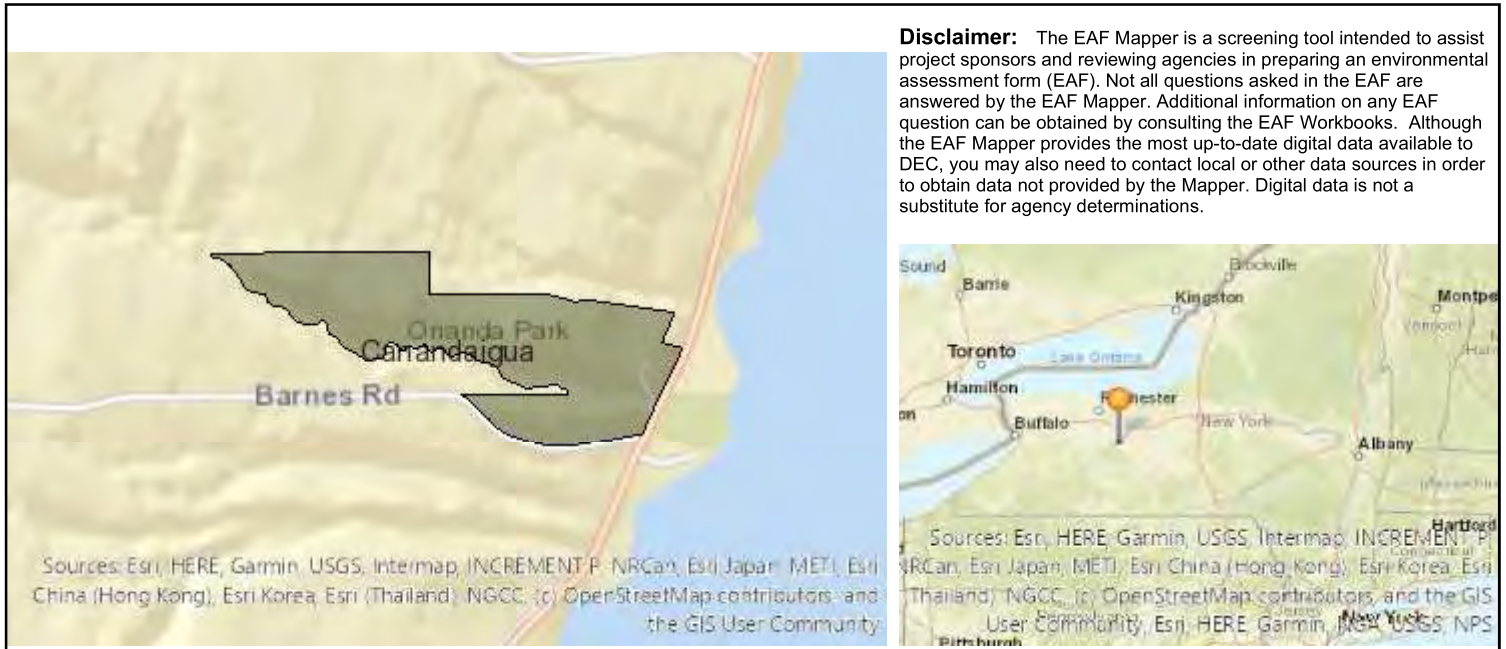 Disclaimer: The EAF Mapper is a screening tool intended to assist
project sponsors and reviewing agencies in preparing an environmental
assessment form (EAF). Not all questions asked in the EAF are
answered by the EAF Mapper. Additional information on any EAF
question can be obtained by consulting the EAF Workbooks. Although
the EAF Mapper provides the most up-to-date digital data available to
DEC, you may also need to contact local or other data sources in order
to obtain data not provided by the Mapper. Digital data is not a
substitute for agency determinations.
Onanda Park
Canandaigua
Barnes Rd
Sources: Esri, HERE, Garmin, USGS, Intermap, INCREMENT P, NRCan, Esri Japan, METI, Esri
China (Hong Kong), Esri Korea, Esri (Thailand), NGCC, (c) OpenStreetMap contributors, and
the GIS User Community
Sound
Barrie
Brockville
Kingston
Montpe
Vermont
Toronto
Lake Ontario
Hamilton
on
hester
Buffalo
New York
Albany
Hartford
Sources: Esri, HERE, Garmin, USGS, Intermap, INCREMENT P,
NRCan, Esri Japan, METI, Esri China (Hong Kong), Esri Korea, Esri
(Thailand), NGCC, (c) OpenStreetMap contributors, and the GIS
User Community, Esri, HERE, Garmin, NGA, USGS, NPS
New York
Pittsburgh